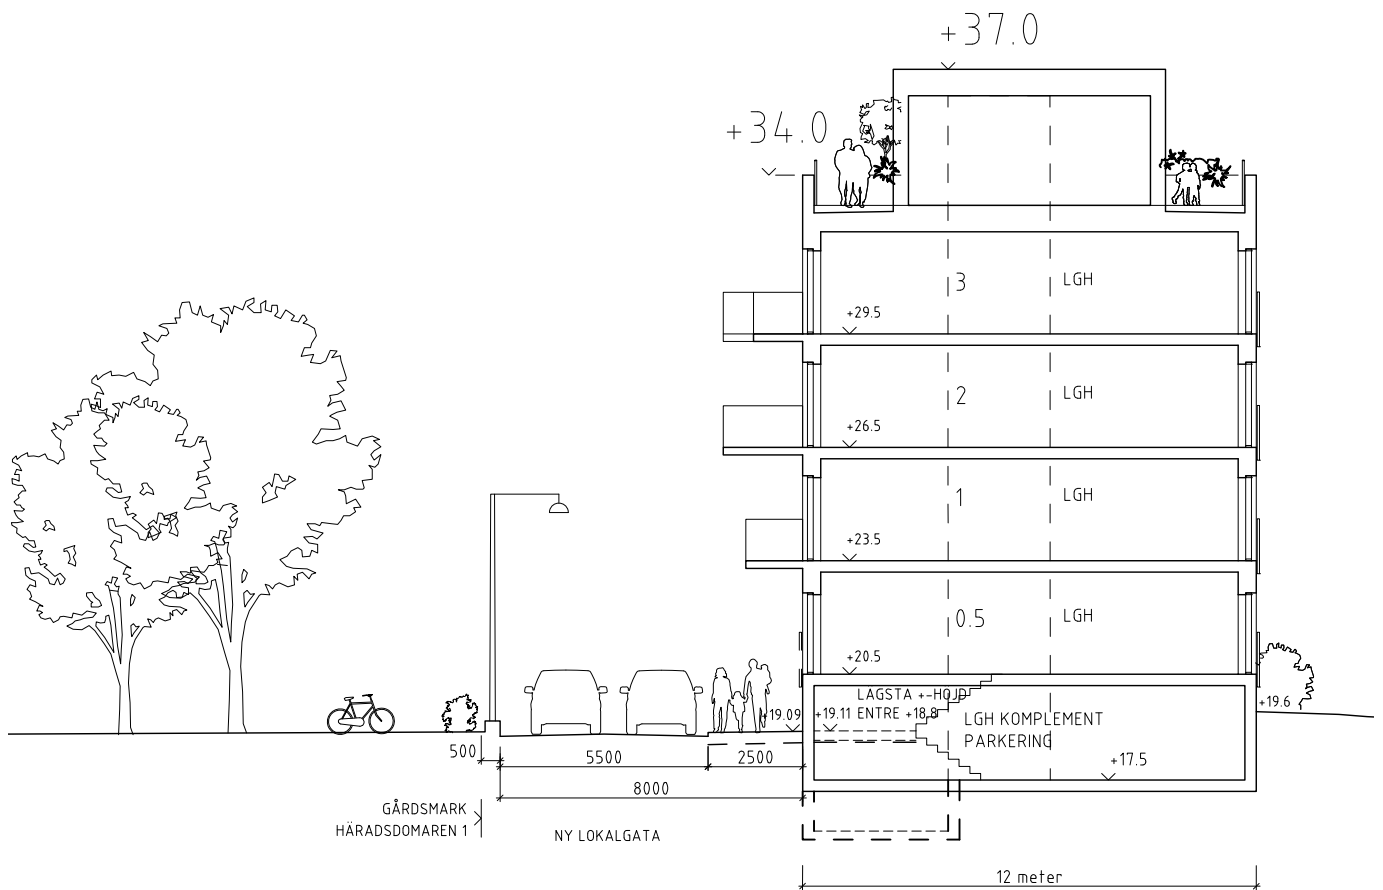 +37.0
+34.0
3
LGH
+29.5
2
LGH
+26.5
1
LGH
+23.5
0.5
LGH
+20.5
LAGSTA +-HÖJD
+19.09
+19.11 ENTRE +18.8
LGH KOMPLEMENT
PARKERING
+19.6
+17.5
500
5500
2500
8000
GÅRDSMARK
HÄRADSDOMAREN 1
NY LOKALGATA
12 meter